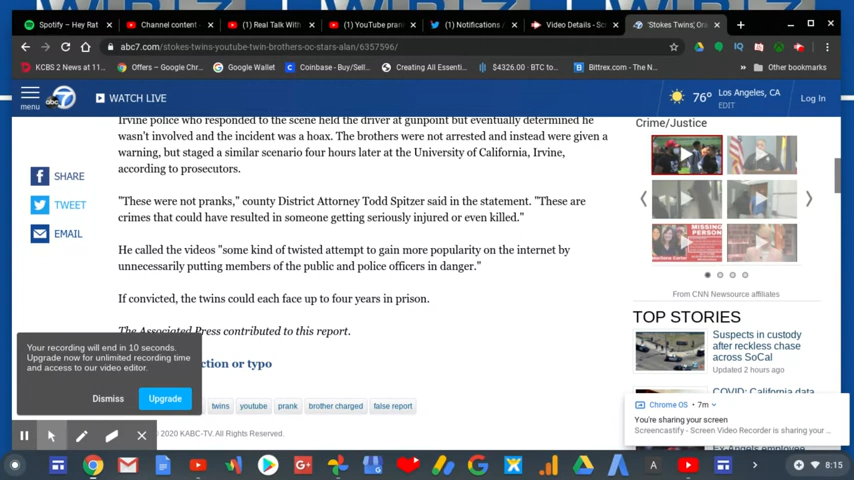 Spotify – Hey Rat
Channel content
(1) Real Talk With
(1) YouTube pran
(1) Notifications
Video Details - Sc
'Stokes Twins', Ora
abc7.com/stokes-twins-youtube-twin-brothers-oc-stars-alan/6357596/
KCBS 2 News at 11...
Offers – Google Chr...
Google Wallet
Coinbase - Buy/Sell...
Creating All Essenti...
$4326.00 · BTC to...
Bittrex.com - The N...
Other bookmarks
menu
abc 7
WATCH LIVE
76°
Los Angeles, CA
EDIT
Log In
Irvine police who responded to the scene held the driver at gunpoint but eventually determined he
wasn't involved and the incident was a hoax. The brothers were not arrested and instead were given a
warning, but staged a similar scenario four hours later at the University of California, Irvine,
according to prosecutors.
SHARE
TWEET
EMAIL
"These were not pranks," county District Attorney Todd Spitzer said in the statement. "These are
crimes that could have resulted in someone getting seriously injured or even killed."
He called the videos "some kind of twisted attempt to gain more popularity on the internet by
unnecessarily putting members of the public and police officers in danger."
If convicted, the twins could each face up to four years in prison.
The Associated Press contributed to this report.
ction or typo
twins
youtube
prank
brother charged
false report
2020 KABC-TV. All Rights Reserved.
Crime/Justice
MISSING
PERSON
From CNN Newsource affiliates
TOP STORIES
Suspects in custody
after reckless chase
across SoCal
Updated 2 hours ago
COVID: California data
Ex-Angels employee
Your recording will end in 10 seconds.
Upgrade now for unlimited recording time
and access to our video editor.
Dismiss
Upgrade
Chrome OS • 7m
You're sharing your screen
Screencastify - Screen Video Recorder is sharing your ...
8:15